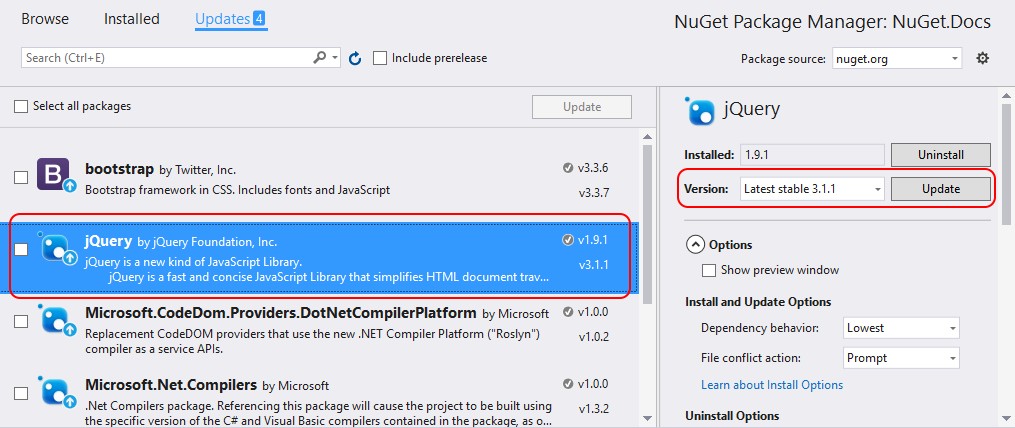 Browse Installed Updates 4
NuGet Package Manager: NuGet.Docs
Search (Ctrl+E)
Include prerelease
Package source: nuget.org
Select all packages
Update
B bootstrap by Twitter, Inc. v3.3.6
Bootstrap framework in CSS. Includes fonts and JavaScript v3.3.7
jQuery by jQuery Foundation, Inc. v1.9.1
jQuery is a new kind of JavaScript Library. v3.1.1
jQuery is a fast and concise JavaScript Library that simplifies HTML document trav...
Microsoft.CodeDom.Providers.DotNetCompilerPlatform by Microsoft v1.0.0
Replacement CodeDOM providers that use the new .NET Compiler Platform ("Roslyn") v1.0.2
compiler as a service APIs.
Microsoft.Net.Compilers by Microsoft v1.0.0
.Net Compilers package. Referencing this package will cause the project to be built using v1.3.2
the specific version of the C# and Visual Basic compilers contained in the package, as o...
jQuery
Installed: 1.9.1 Uninstall
Version: Latest stable 3.1.1 Update
Options
Show preview window
Install and Update Options
Dependency behavior: Lowest
File conflict action: Prompt
Learn about Install Options
Uninstall Options